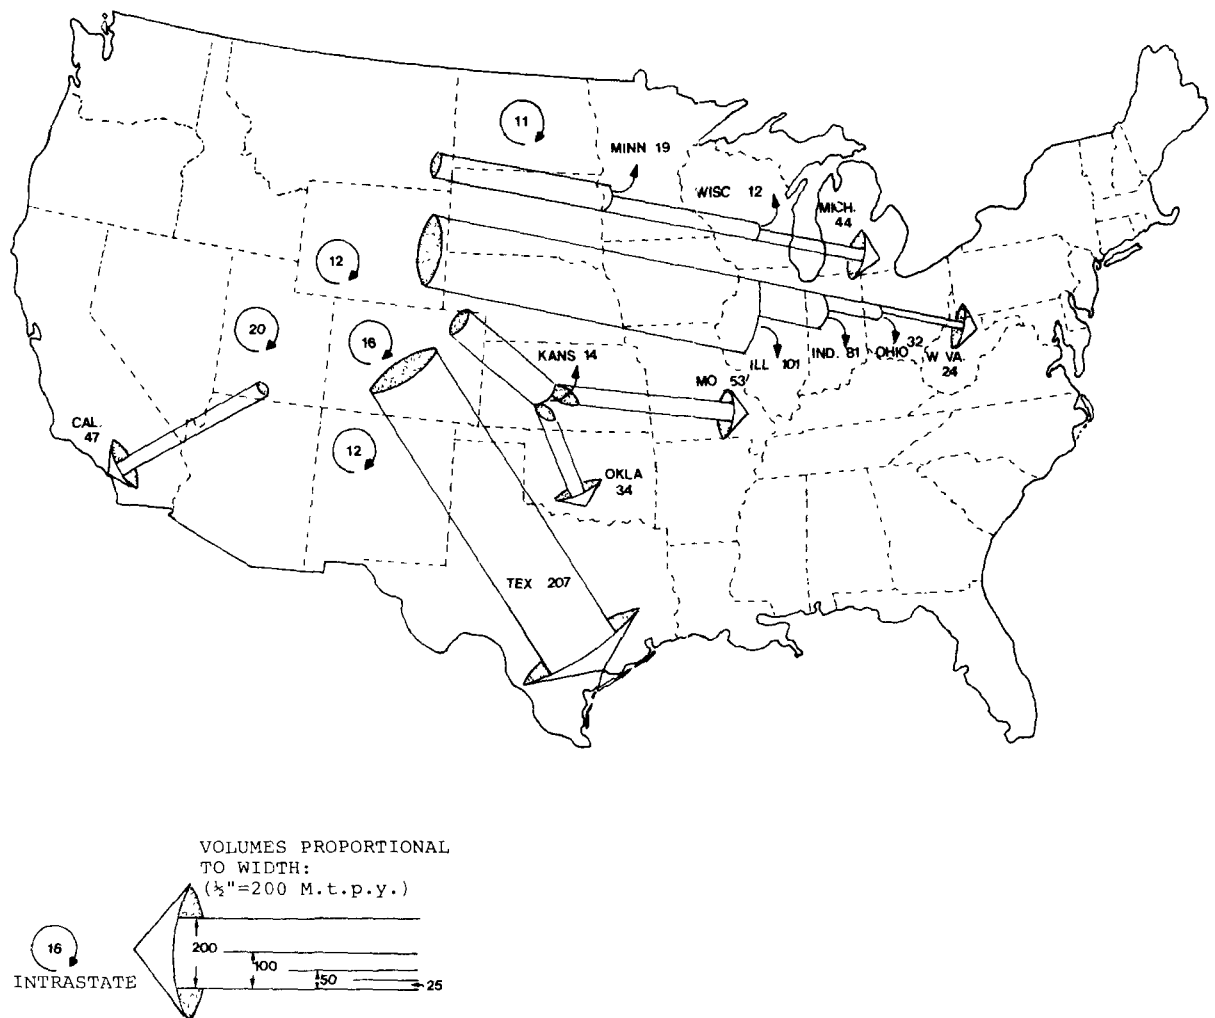 11
MINN 19
WISC 12
MICH.
44
12
20
16
KANS 14
MO 53
ILL 101
IND. 81
OHIO 32
W VA.
24
CAL.
47
12
OKLA
34
TEX 207
VOLUMES PROPORTIONAL
TO WIDTH:
(½"=200 M.t.p.y.)
200
100
50
25
16
INTRASTATE